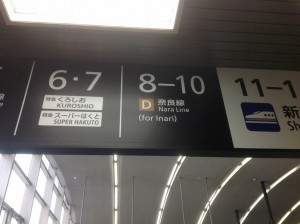 6・7
特急 くろしお
KUROSHIO
特急 スーパーはくと
SUPER HAKUTO
8–10
D 奈良線
Nara Line
(for Inari)
11–1
新